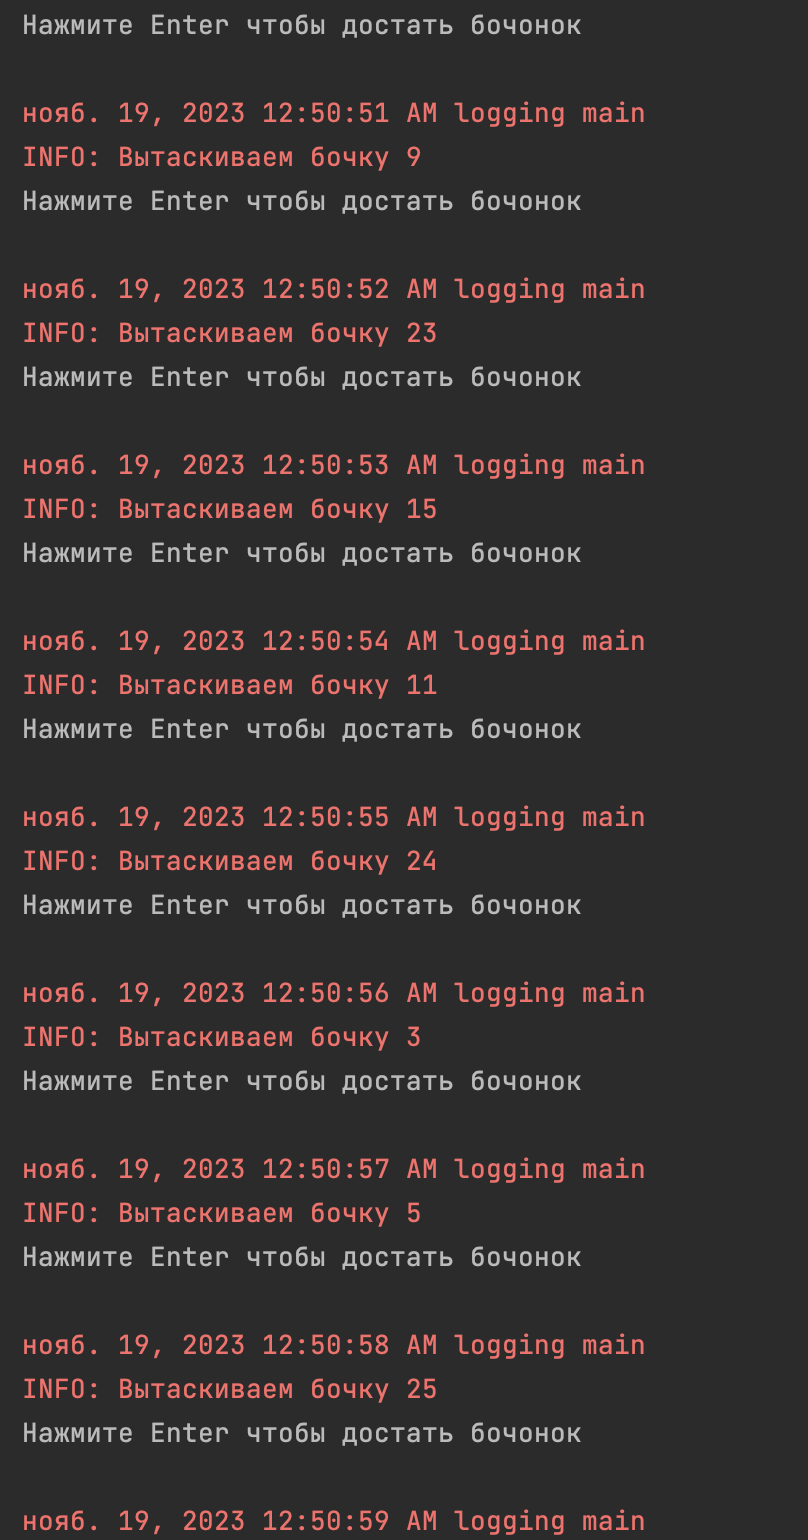 Нажмите Enter чтобы достать бочонок
нояб. 19, 2023 12:50:51 AM logging main
INFO: Вытаскиваем бочку 9
Нажмите Enter чтобы достать бочонок
нояб. 19, 2023 12:50:52 AM logging main
INFO: Вытаскиваем бочку 23
Нажмите Enter чтобы достать бочонок
нояб. 19, 2023 12:50:53 AM logging main
INFO: Вытаскиваем бочку 15
Нажмите Enter чтобы достать бочонок
нояб. 19, 2023 12:50:54 AM logging main
INFO: Вытаскиваем бочку 11
Нажмите Enter чтобы достать бочонок
нояб. 19, 2023 12:50:55 AM logging main
INFO: Вытаскиваем бочку 24
Нажмите Enter чтобы достать бочонок
нояб. 19, 2023 12:50:56 AM logging main
INFO: Вытаскиваем бочку 3
Нажмите Enter чтобы достать бочонок
нояб. 19, 2023 12:50:57 AM logging main
INFO: Вытаскиваем бочку 5
Нажмите Enter чтобы достать бочонок
нояб. 19, 2023 12:50:58 AM logging main
INFO: Вытаскиваем бочку 25
Нажмите Enter чтобы достать бочонок
нояб. 19, 2023 12:50:59 AM logging main